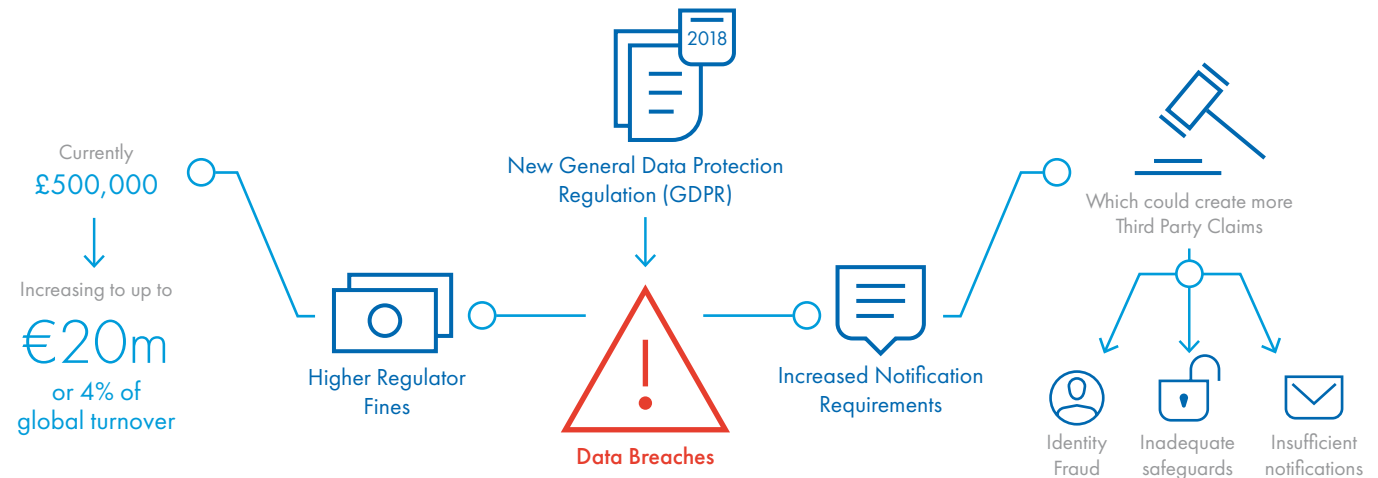 2018
New General Data Protection
Regulation (GDPR)
Currently
£500,000
Increasing to up to
€20m
or 4% of
global turnover
Higher Regulator
Fines
Data Breaches
Increased Notification
Requirements
Which could create more
Third Party Claims
Identity
Fraud
Inadequate
safeguards
Insufficient
notifications